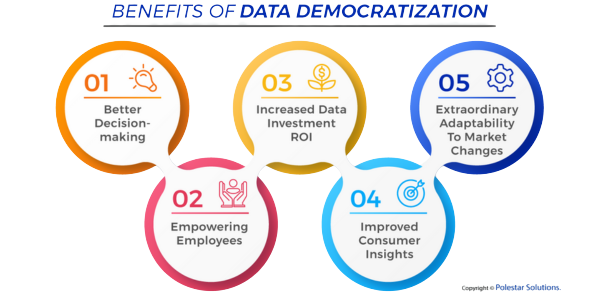 BENEFITS OF DATA DEMOCRATIZATION
01
Better
Decision-
making
02
Empowering
Employees
03
Increased Data
Investment
ROI
04
Improved
Consumer
Insights
05
Extraordinary
Adaptability
To Market
Changes
Copyright © Polestar Solutions.